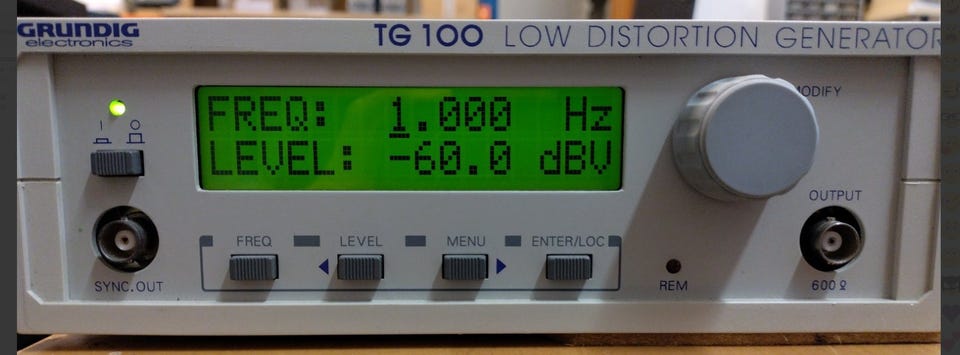 GRUNDIG
electronics
TG 100 LOW DISTORTION GENERATOR
FREQ: 1.000 Hz
LEVEL: -60.0 dBV
MODIFY
I O
OUTPUT
FREQ LEVEL MENU ENTER/LOC
SYNC.OUT
REM
600Ω